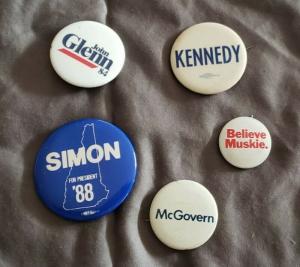 John
Glenn
84
KENNEDY
Believe
Muskie.
SIMON
FOR PRESIDENT
'88
McGovern